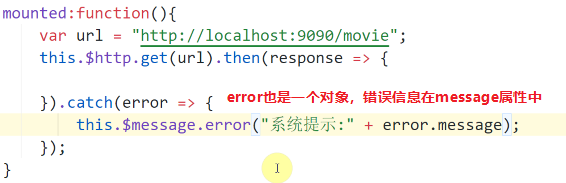 mounted:function(){
var url = "http://localhost:9090/movie";
this.$http.get(url).then(response => {
}).catch(error => { error也是一个对象，错误信息在message属性中
this.$message.error("系统提示:" + error.message);
});
}